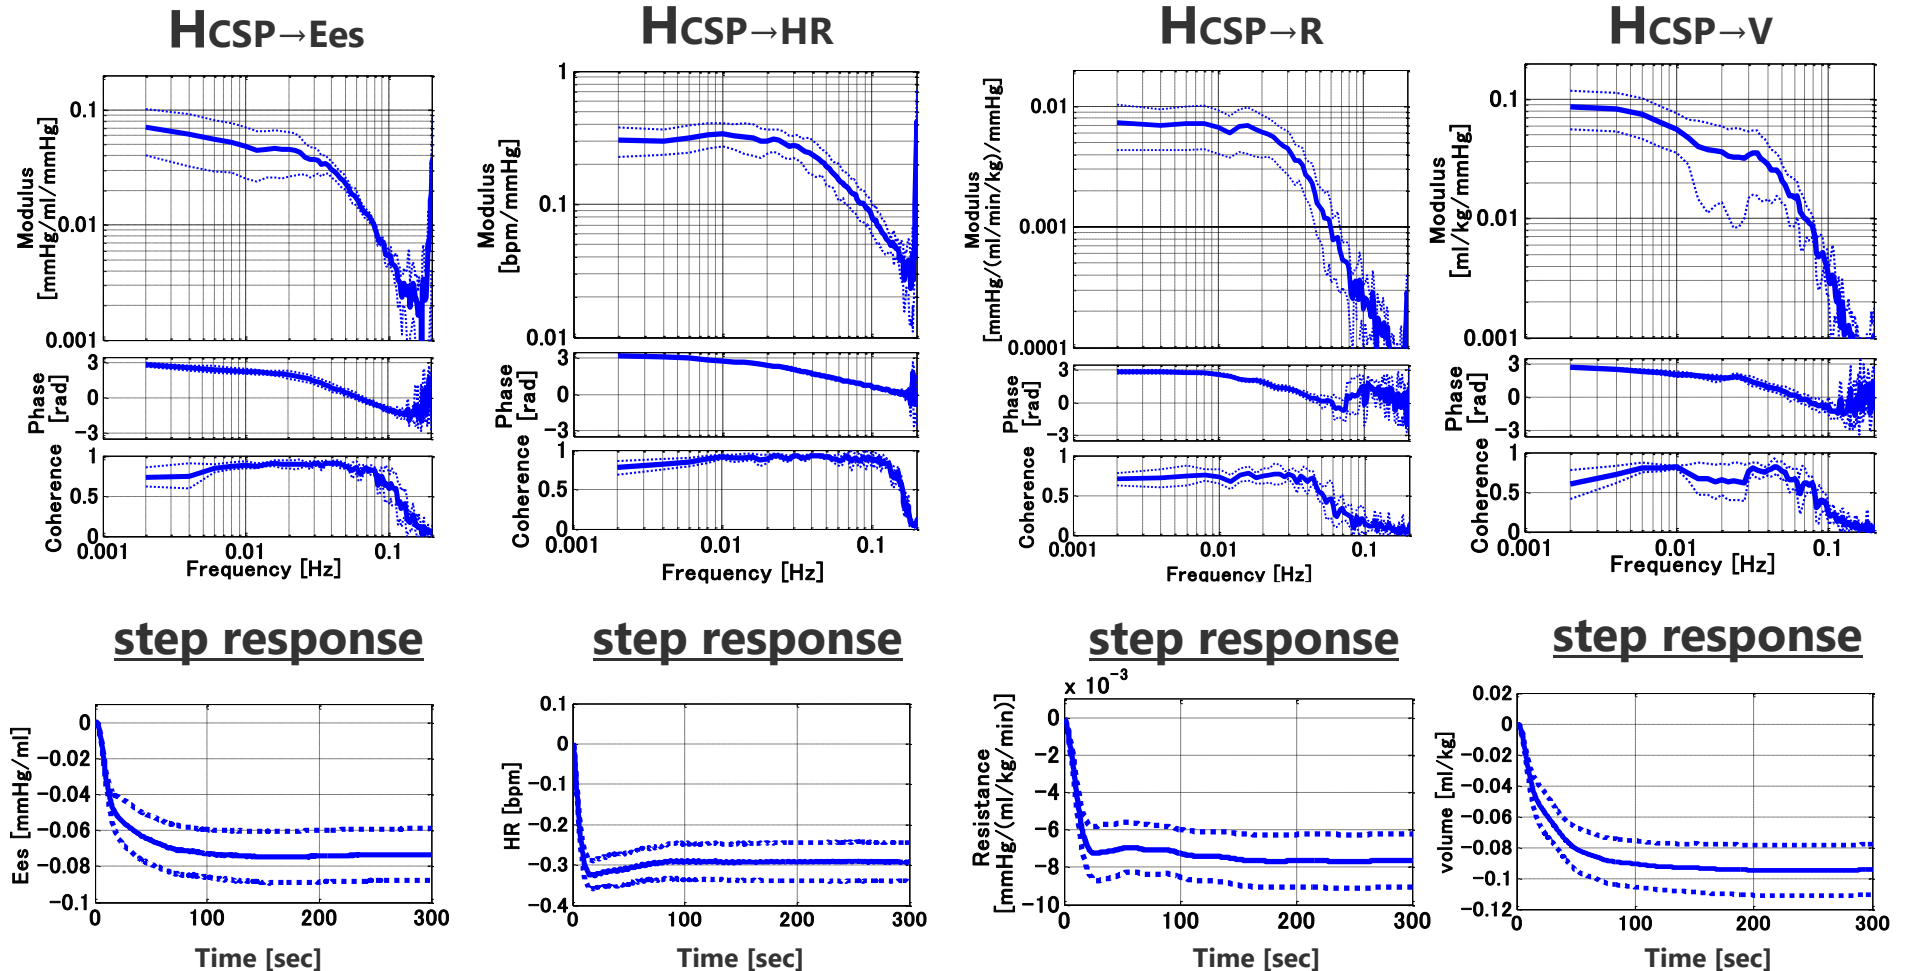 HCSP→Ees
Modulus
[mmHg/ml/mmHg]
0.1
0.01
0.001
Phase
[rad]
3
0
−3
Coherence
1
0.5
0
0.001
0.01
0.1
Frequency [Hz]
HCSP→HR
Modulus
[bpm/mmHg]
1
0.1
0.01
Phase
[rad]
3
0
−3
Coherence
1
0.5
0
0.001
0.01
0.1
Frequency [Hz]
HCSP→R
Modulus
[mmHg/(ml/min/kg)/mmHg]
0.01
0.001
0.0001
Phase
[rad]
3
0
−3
Coherence
1
0.5
0
0.001
0.01
0.1
Frequency [Hz]
HCSP→V
Modulus
[ml/kg/mmHg]
0.1
0.01
0.001
Phase
[rad]
3
0
−3
Coherence
1
0.5
0
0.001
0.01
0.1
Frequency [Hz]
step response
Ees [mmHg/ml]
0
−0.02
−0.04
−0.06
−0.08
−0.1
0 100 200 300
Time [sec]
step response
HR [bpm]
0.1
0
−0.1
−0.2
−0.3
−0.4
0 100 200 300
Time [sec]
step response
x 10−3
Resistance
[mmHg/(ml/kg/min)]
0
−2
−4
−6
−8
−10
0 100 200 300
Time [sec]
step response
volume [ml/kg]
0.02
0
−0.02
−0.04
−0.06
−0.08
−0.1
−0.12
0 100 200 300
Time [sec]